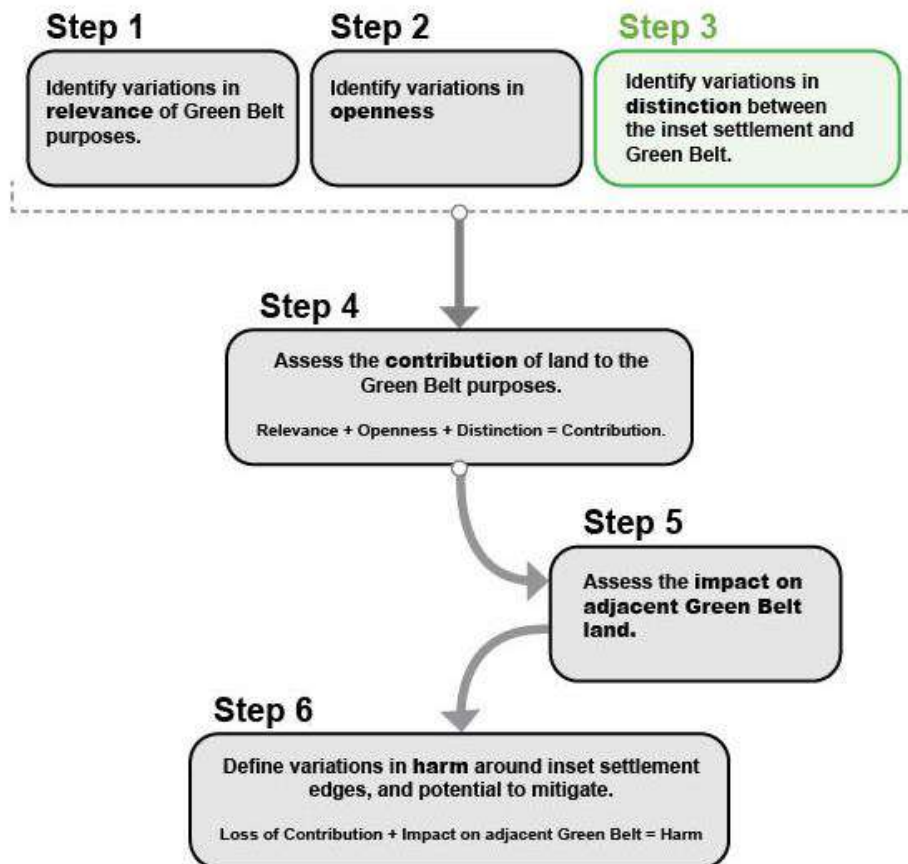 Step 1
Identify variations in
relevance of Green Belt
purposes.
Step 2
Identify variations in
openness
Step 3
Identify variations in
distinction between
the inset settlement and
Green Belt.
Step 4
Assess the contribution of land to the
Green Belt purposes.
Relevance + Openness + Distinction = Contribution.
Step 5
Assess the impact on
adjacent Green Belt
land.
Step 6
Define variations in harm around inset settlement
edges, and potential to mitigate.
Loss of Contribution + Impact on adjacent Green Belt = Harm